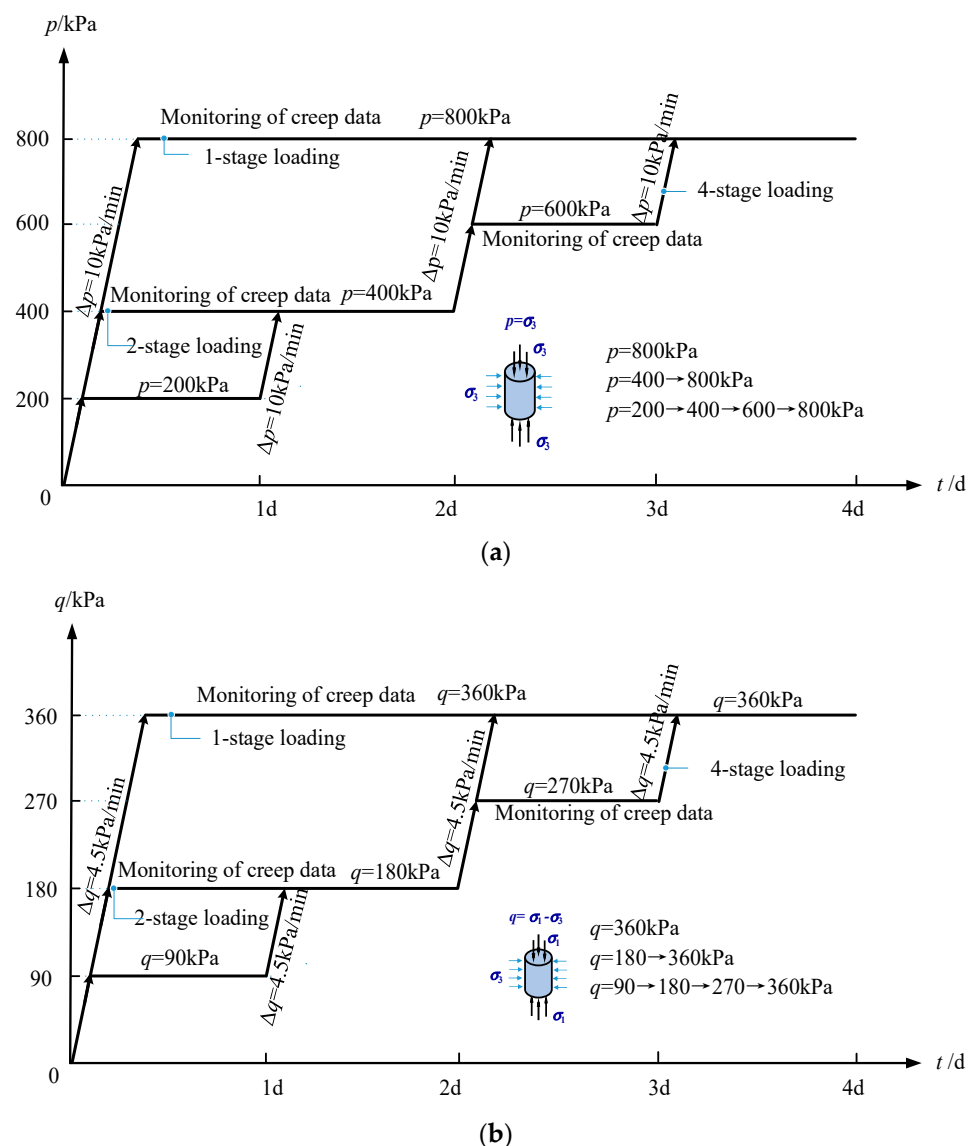 p/kPa
Monitoring of creep data
p=800kPa
800
1-stage loading
Δp=10kPa/min
Δp=10kPa/min
Δp=10kPa/min
4-stage loading
p=600kPa
600
Monitoring of creep data
Monitoring of creep data
p=400kPa
400
2-stage loading
p=200kPa
Δp=10kPa/min
200
p=σ3
σ3
σ3
σ3
p=800kPa
p=400→800kPa
p=200→400→600→800kPa
0
1d
2d
3d
4d
t /d
(a)
q/kPa
Monitoring of creep data
q=360kPa
q=360kPa
360
1-stage loading
Δq=4.5kPa/min
Δq=4.5kPa/min
Δq=4.5kPa/min
4-stage loading
q=270kPa
270
Monitoring of creep data
Monitoring of creep data
q=180kPa
180
2-stage loading
q=90kPa
Δq=4.5kPa/min
90
q= σ1-σ3
σ1
σ3
σ1
q=360kPa
q=180→360kPa
q=90→180→270→360kPa
0
1d
2d
3d
4d
t /d
(b)